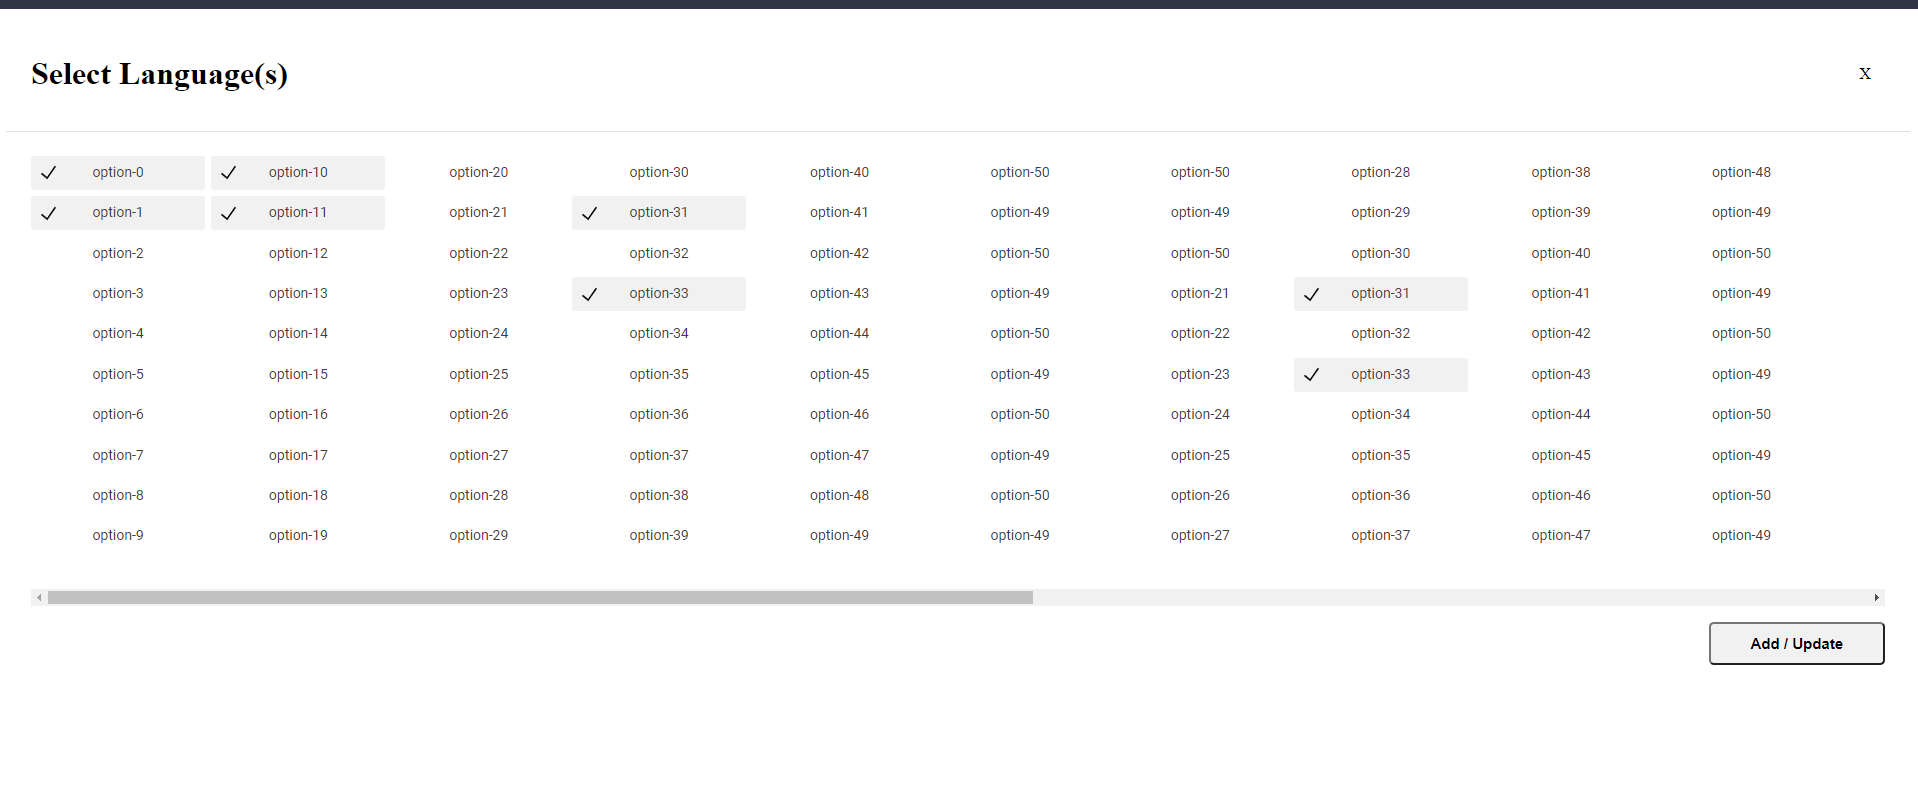 Select Language(s) X
option-0 option-10 option-20 option-30 option-40 option-50 option-50 option-28 option-38 option-48
option-1 option-11 option-21 option-31 option-41 option-49 option-49 option-29 option-39 option-49
option-2 option-12 option-22 option-32 option-42 option-50 option-50 option-30 option-40 option-50
option-3 option-13 option-23 option-33 option-43 option-49 option-21 option-31 option-41 option-49
option-4 option-14 option-24 option-34 option-44 option-50 option-22 option-32 option-42 option-50
option-5 option-15 option-25 option-35 option-45 option-49 option-23 option-33 option-43 option-49
option-6 option-16 option-26 option-36 option-46 option-50 option-24 option-34 option-44 option-50
option-7 option-17 option-27 option-37 option-47 option-49 option-25 option-35 option-45 option-49
option-8 option-18 option-28 option-38 option-48 option-50 option-26 option-36 option-46 option-50
option-9 option-19 option-29 option-39 option-49 option-49 option-27 option-37 option-47 option-49
Add / Update